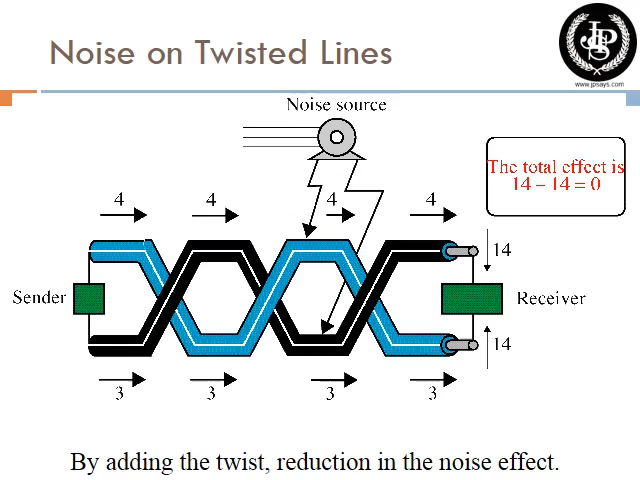 Noise on Twisted Lines
JPS
www.jpsays.com
Noise source
The total effect is
14 – 14 = 0
4 4 4 4
14
Sender
Receiver
14
3 3 3 3
By adding the twist, reduction in the noise effect.